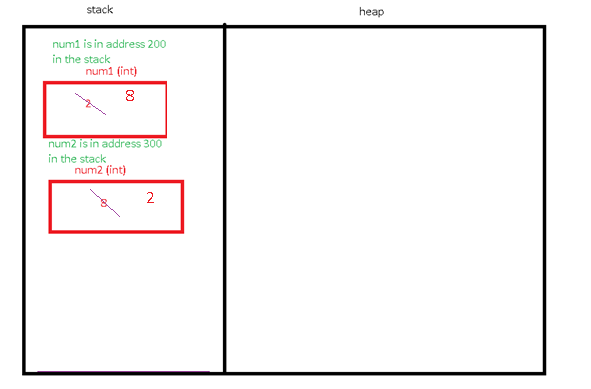 stack
heap
num1 is in address 200
in the stack
num1 (int)
2 8
num2 is in address 300
in the stack
num2 (int)
8 2